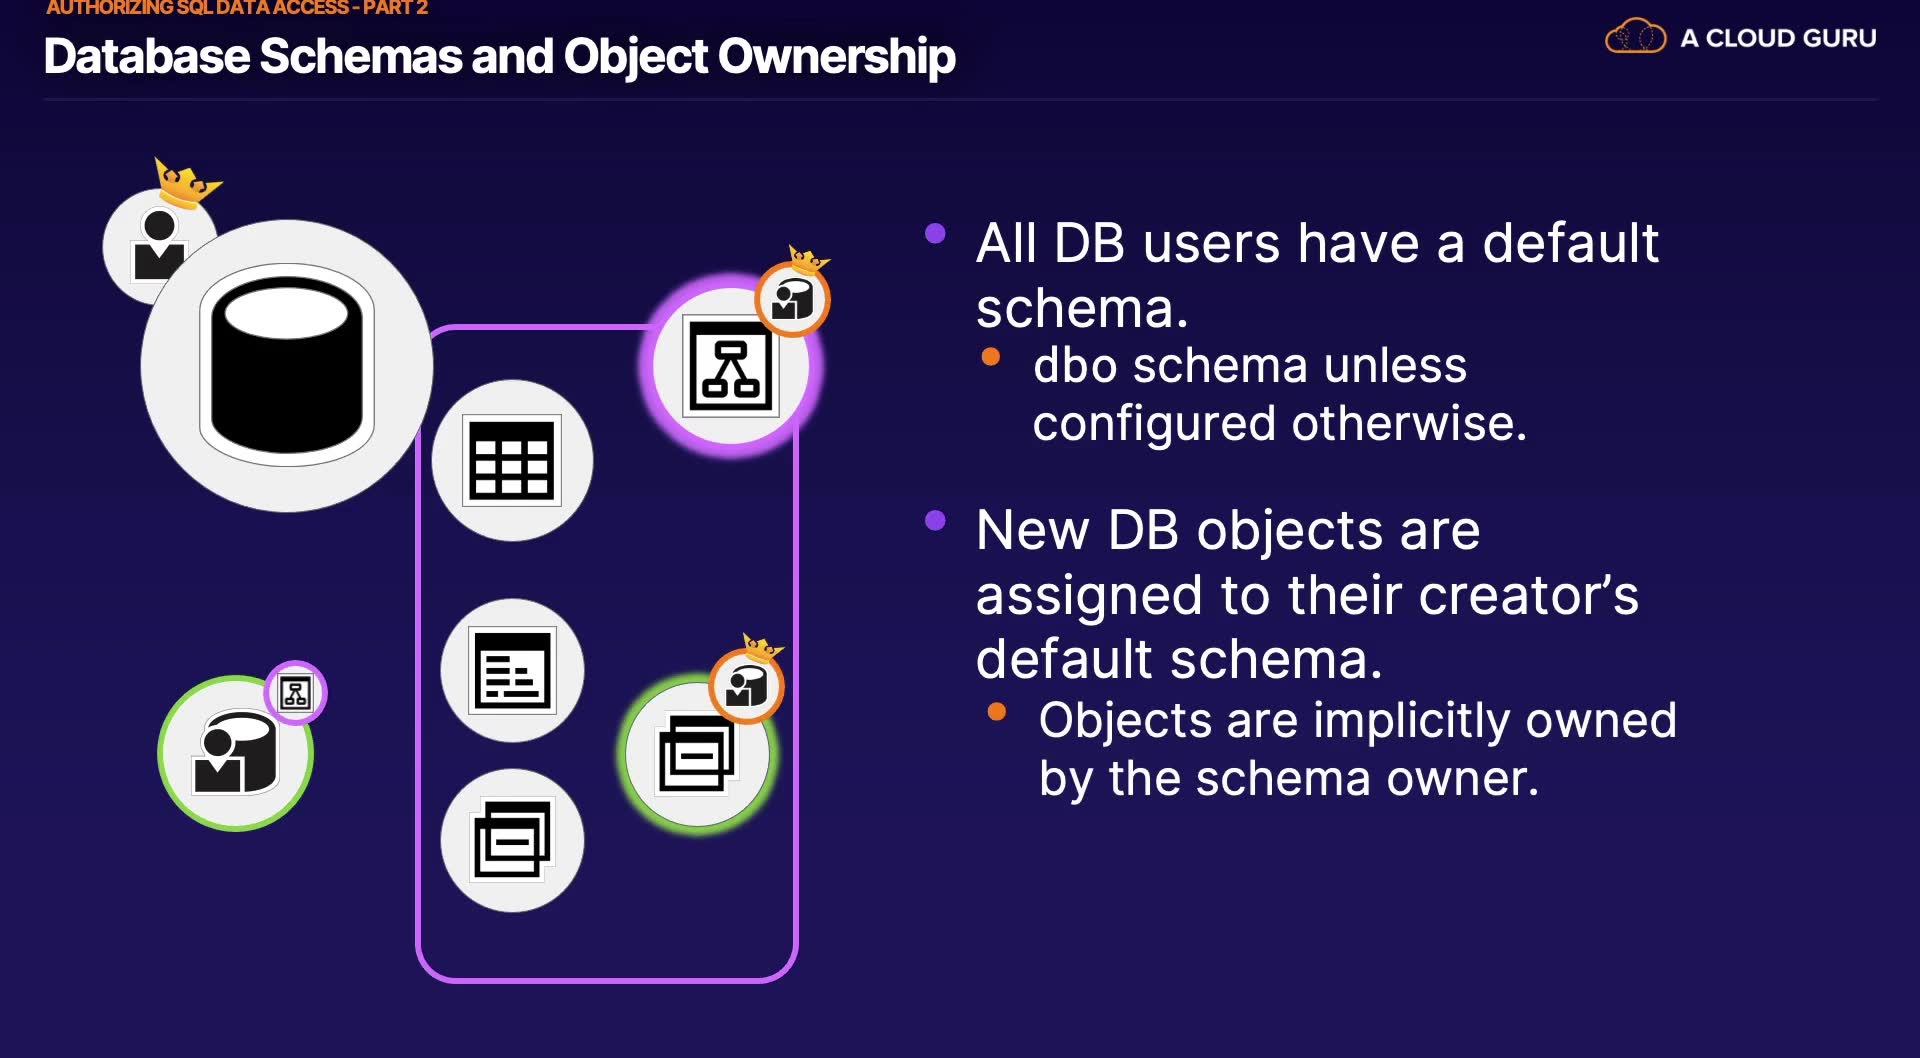 AUTHORIZING SQL DATA ACCESS - PART 2
Database Schemas and Object Ownership
A CLOUD GURU
All DB users have a default
schema.
dbo schema unless
configured otherwise.
New DB objects are
assigned to their creator’s
default schema.
Objects are implicitly owned
by the schema owner.